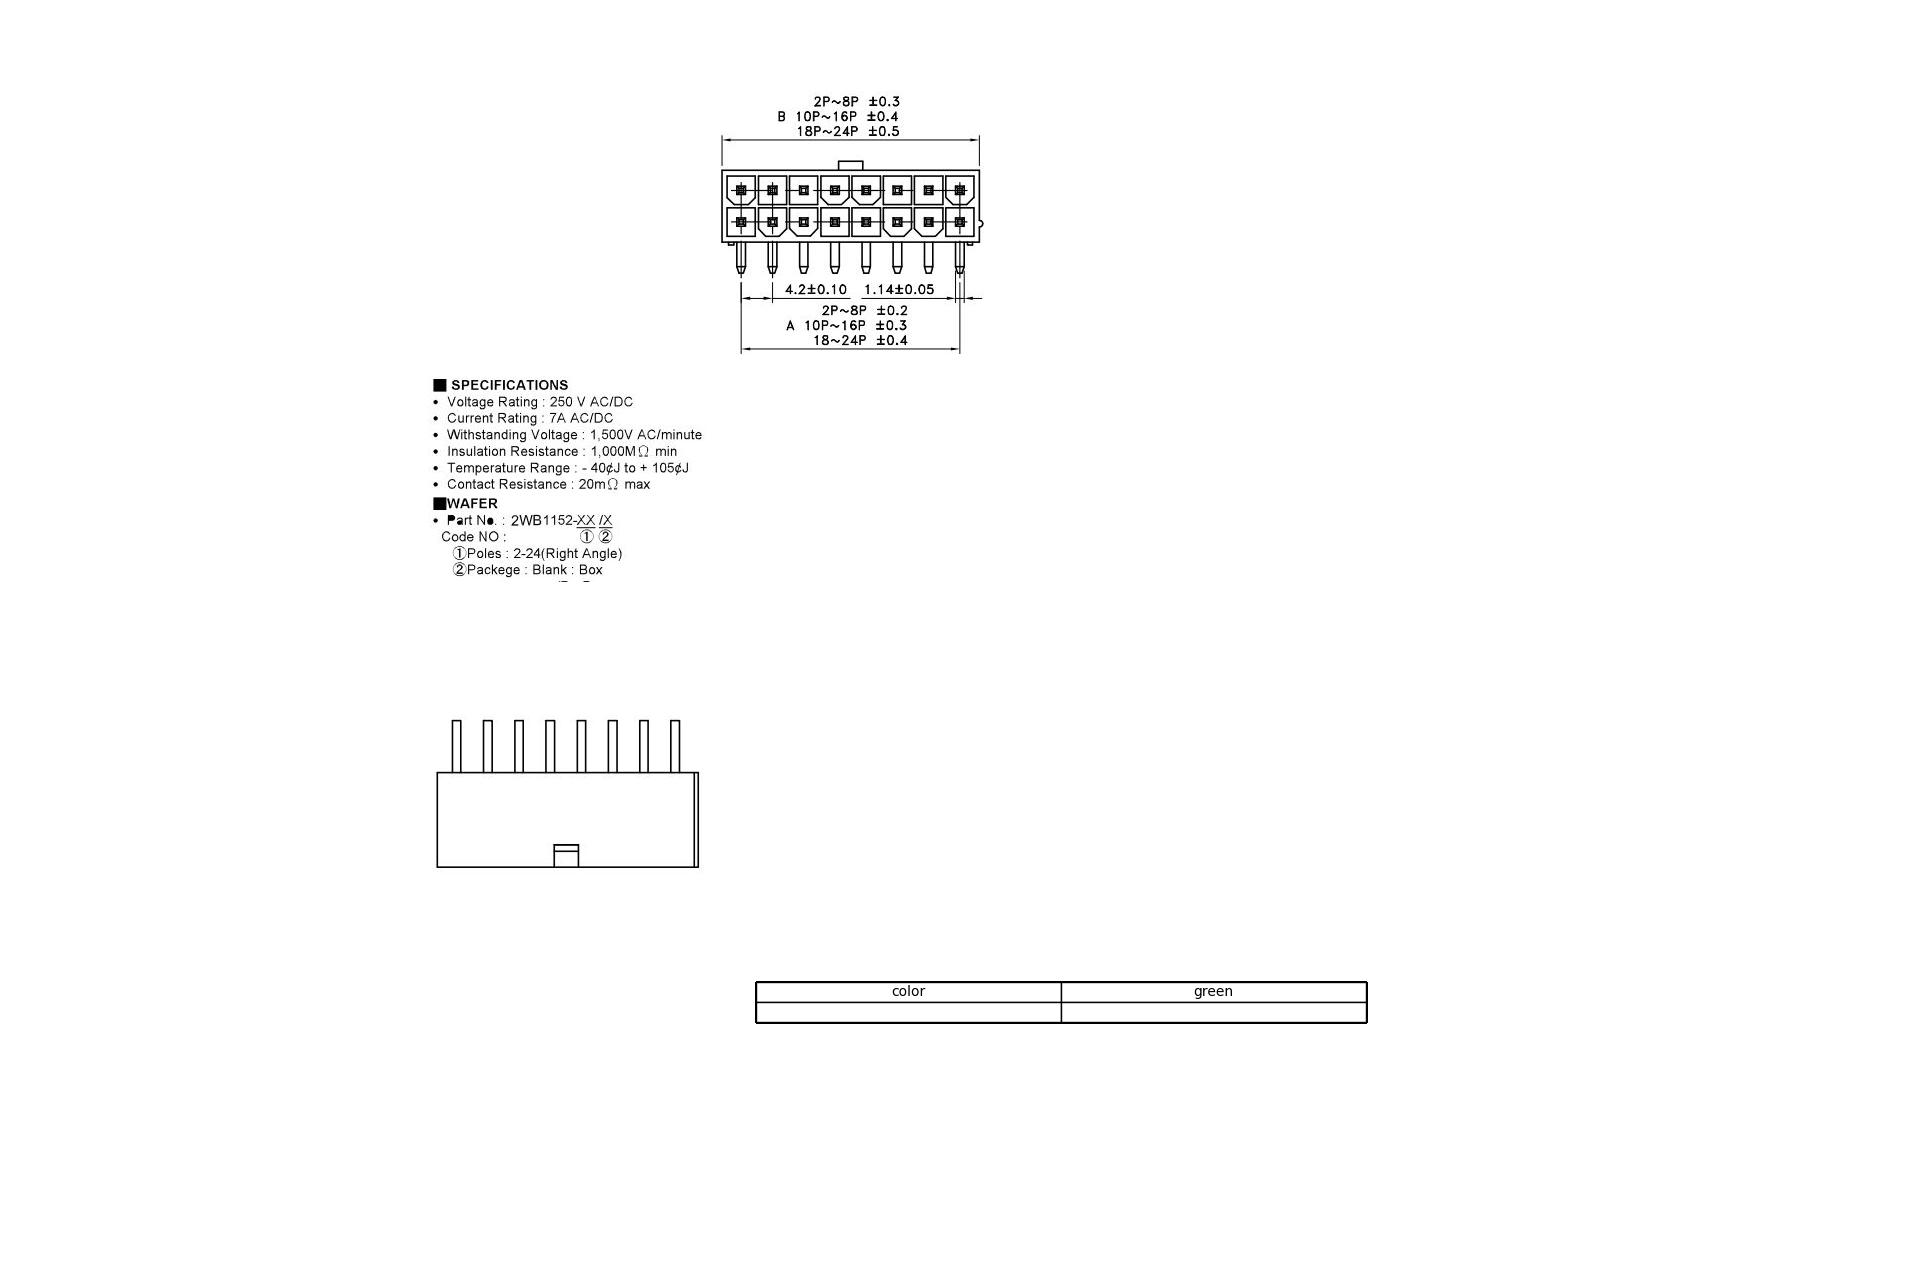 2P~8P ±0.3
B 10P~16P ±0.4
18P~24P ±0.5
4.2±0.10 1.14±0.05
2P~8P ±0.2
A 10P~16P ±0.3
18~24P ±0.4
■ SPECIFICATIONS
• Voltage Rating : 250 V AC/DC
• Current Rating : 7A AC/DC
• Withstanding Voltage : 1,500V AC/minute
• Insulation Resistance : 1,000MΩ min
• Temperature Range : - 40¢J to + 105¢J
• Contact Resistance : 20mΩ max
■WAFER
• Part No. : 2WB1152-XX /X
Code NO : ① ②
①Poles : 2-24(Right Angle)
②Packege : Blank : Box
color green